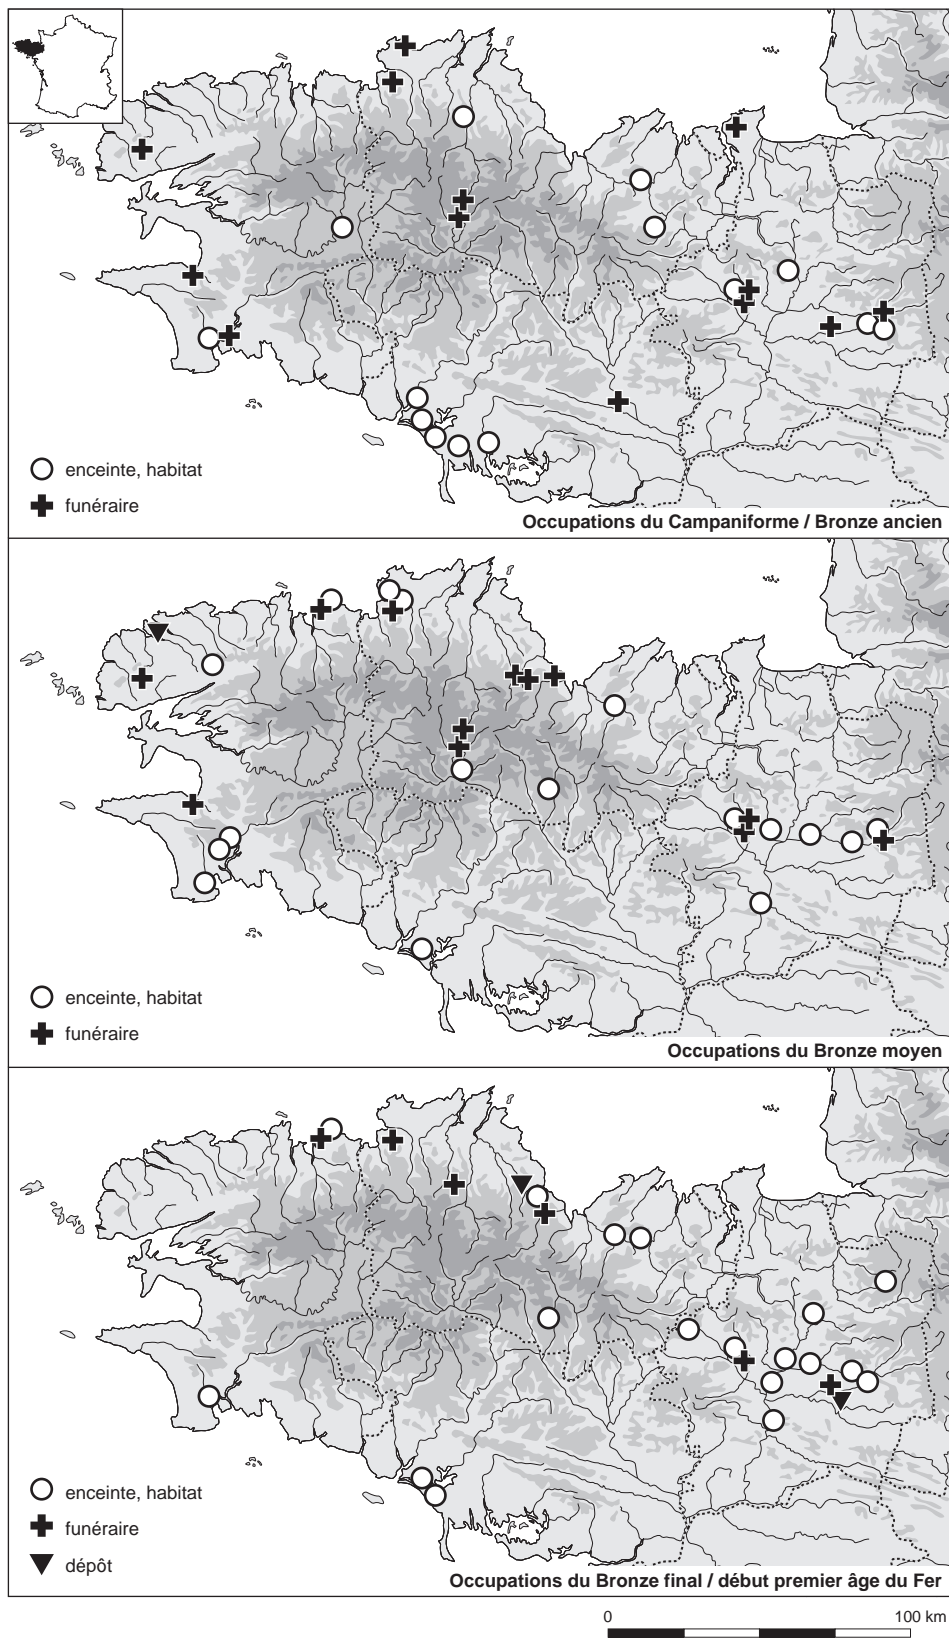 enceinte, habitat
funéraire
Occupations du Campaniforme / Bronze ancien
enceinte, habitat
funéraire
Occupations du Bronze moyen
enceinte, habitat
funéraire
dépôt
Occupations du Bronze final / début premier âge du Fer
0 100 km